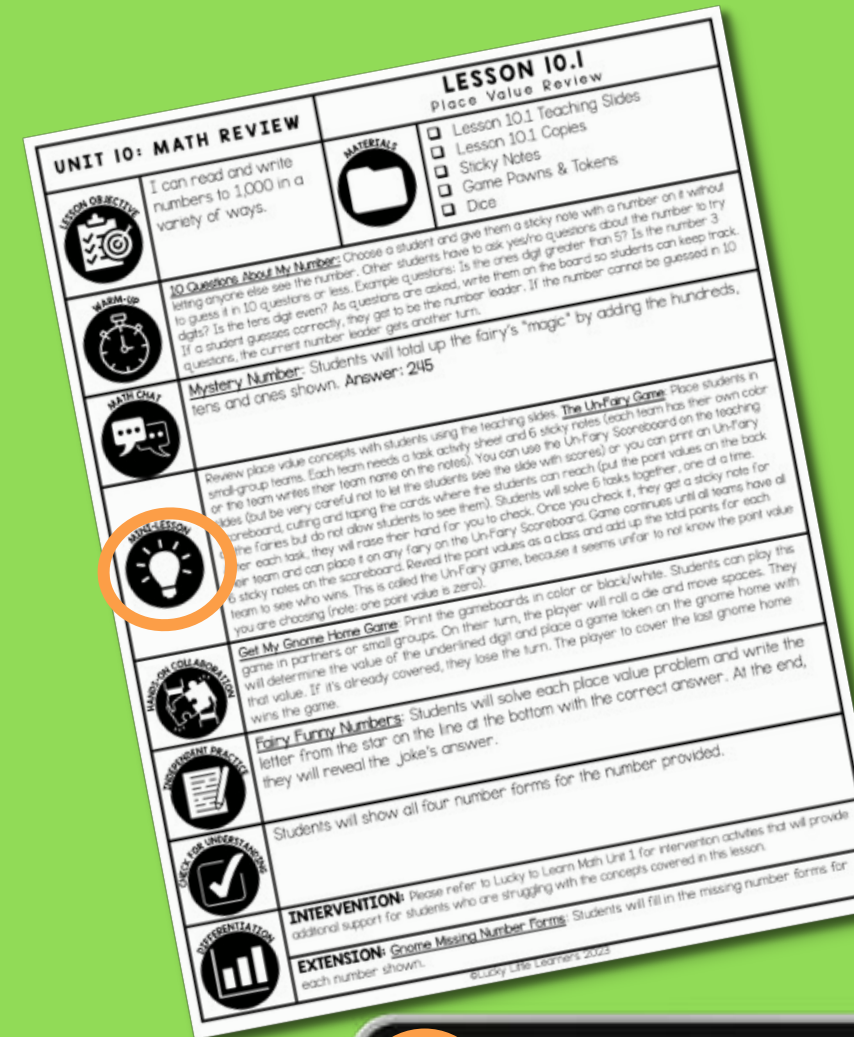 UNIT 10: MATH REVIEW
LESSON 10.1
Place Value Review
LESSON OBJECTIVE
I can read and write
numbers to 1,000 in a
variety of ways.
MATERIALS
Lesson 10.1 Teaching Slides
Lesson 10.1 Copies
Sticky Notes
Game Pawns & Tokens
Dice
WARM-UP
10 Questions About My Number: Choose a student and give them a sticky note with a number on it without
letting anyone else see the number. Other students have to ask yes/no questions about the number to try
to guess it in 10 questions or less. Example questions: Is the ones digit greater than 5? Is the number 3
digits? Is the tens digit even? As questions are asked, write them on the board so students can keep track.
If a student guesses correctly, they get to be the number leader. If the number cannot be guessed in 10
questions, the current number leader gets another turn.
MATH CHAT
Mystery Number: Students will total up the fairy's "magic" by adding the hundreds,
tens and ones shown. Answer: 245
MINI-LESSON
Review place value concepts with students using the teaching slides. The Un-Fairy Game: Place students in
small-group teams. Each team needs a task activity sheet and 6 sticky notes (each team has their own color
or the team writes their team name on the notes). You can use the Un-Fairy Scoreboard on the teaching
slides (but be very careful not to let the students see the slide with scores) or you can print an Un-Fairy
scoreboard, cutting and taping the cards where the students can reach (put the point values on the back
of the fairies but do not allow students to see them). Students will solve 6 tasks together, one at a time.
After each task, they will raise their hand for you to check. Once you check it, they get a sticky note for
their team and can place it on any fairy on the Un-Fairy Scoreboard. Game continues until all teams have all
6 sticky notes on the scoreboard. Reveal the point values as a class and add up the total points for each
team to see who wins. This is called the Un-Fairy game, because it seems unfair to not know the point value
you are choosing (note: one point value is zero).
HANDS-ON COLLABORATION
Get My Gnome Home Game: Print the gameboards in color or black/white. Students can play this
game in partners or small groups. On their turn, the player will roll a die and move spaces. They
will determine the value of the underlined digit and place a game token on the gnome home with
that value. If it's already covered, they lose the turn. The player to cover the last gnome home
wins the game.
INDEPENDENT PRACTICE
Fairy Funny Numbers: Students will solve each place value problem and write the
letter from the star on the line at the bottom with the correct answer. At the end,
they will reveal the joke's answer.
CHECK FOR UNDERSTANDING
Students will show all four number forms for the number provided.
DIFFERENTIATION
INTERVENTION: Please refer to Lucky to Learn Math Unit 1 for intervention activities that will provide
additional support for students who are struggling with the concepts covered in this lesson.
EXTENSION: Gnome Missing Number Forms: Students will fill in the missing number forms for
each number shown.
©Lucky Little Learners 2023